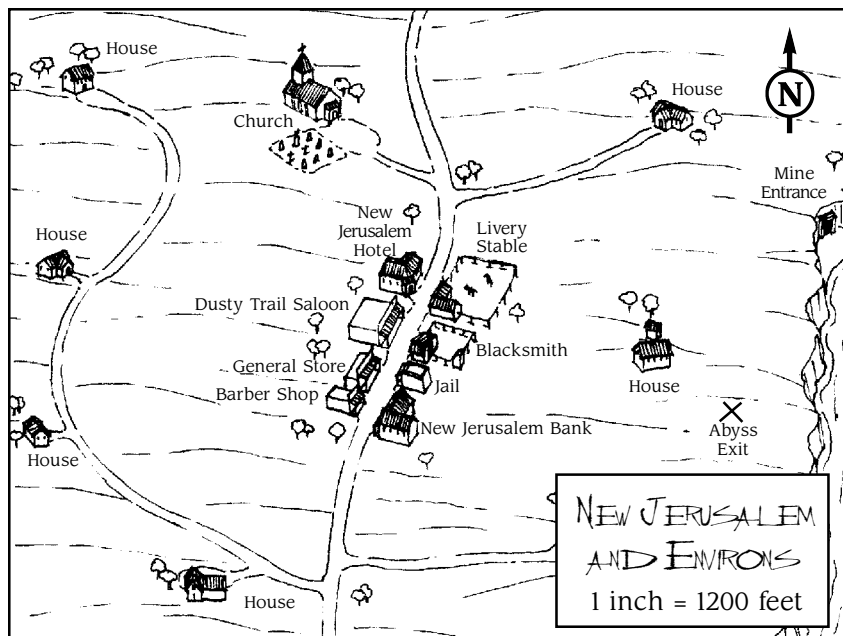 House
N
Church
House
Mine
Entrance
New
Jerusalem
Hotel
Livery
Stable
House
Dusty Trail Saloon
Blacksmith
General Store
House
Jail
Barber Shop
New Jerusalem Bank
Abyss
Exit
House
NEW JERUSALEM
AND ENVIRONS
1 inch = 1200 feet
House